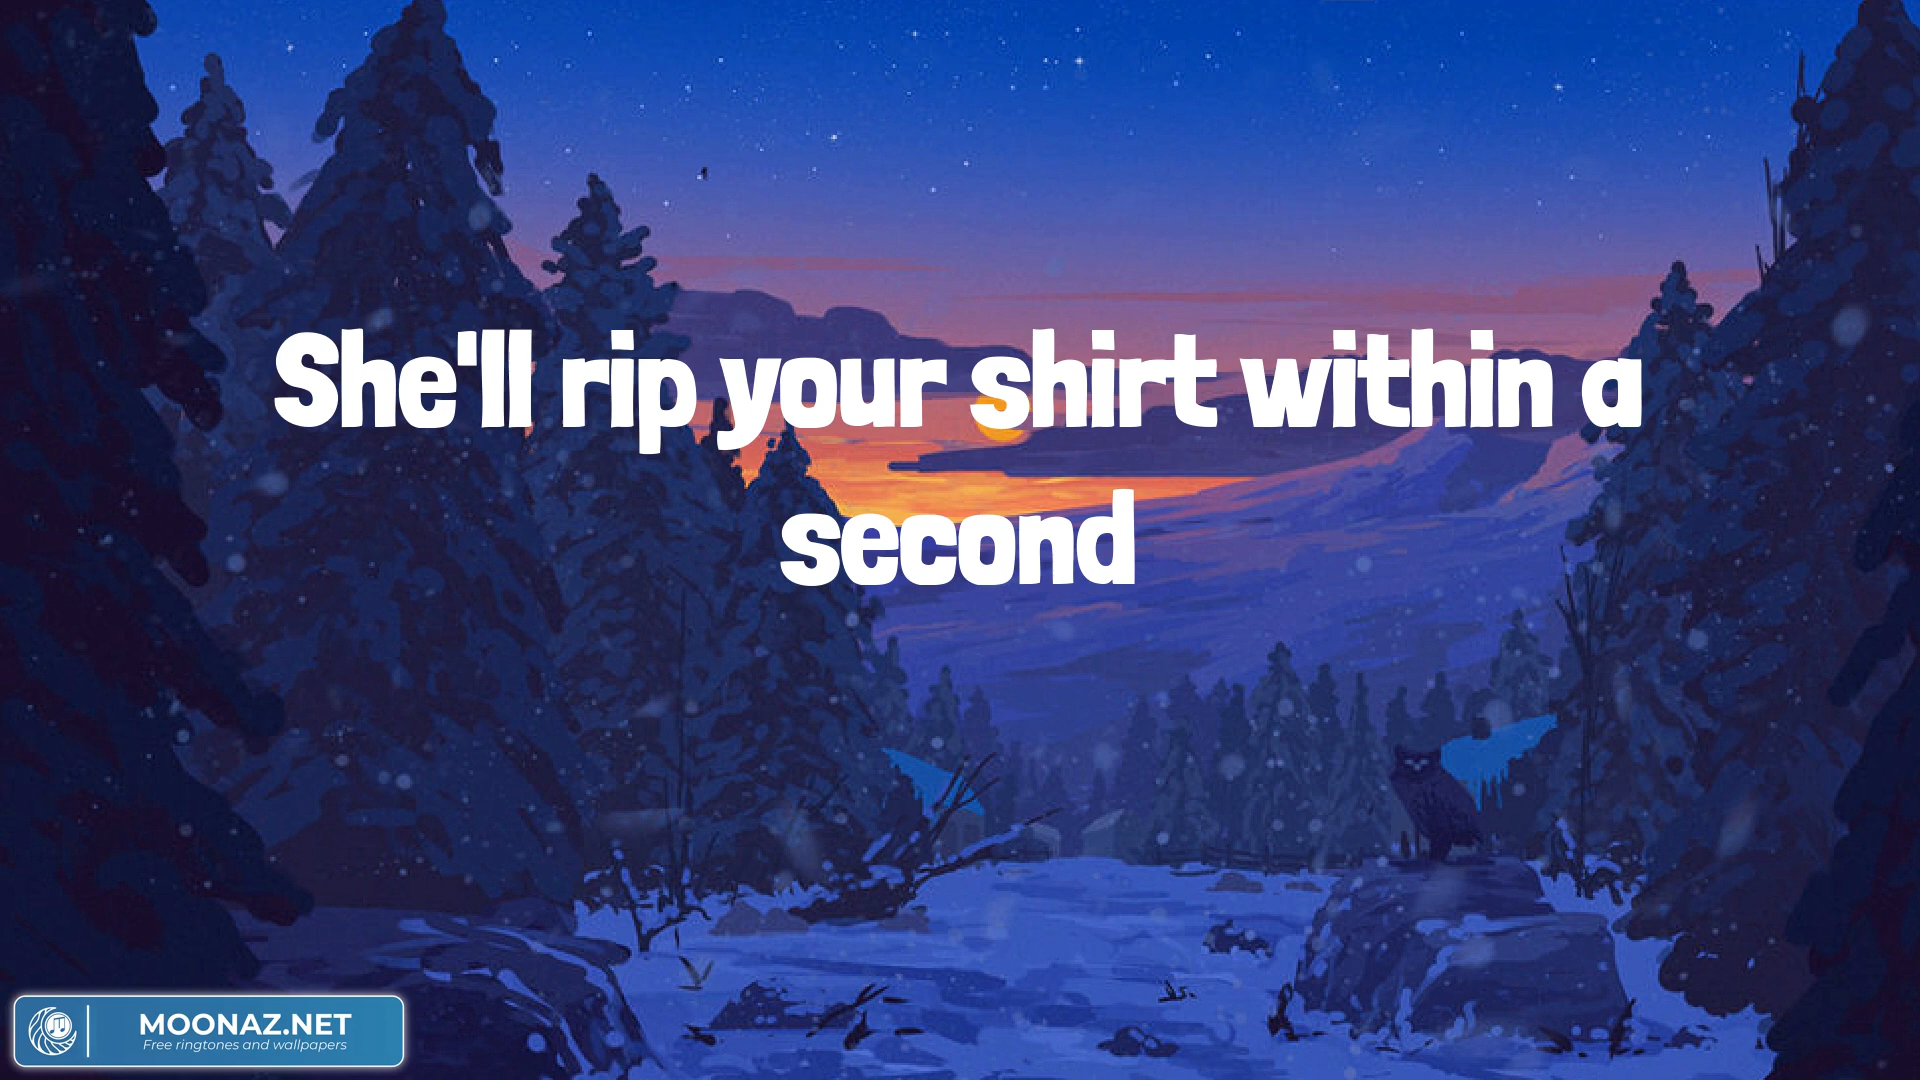 She'll rip your shirt within a
second
MOONAZ.NET
Free ringtones and wallpapers